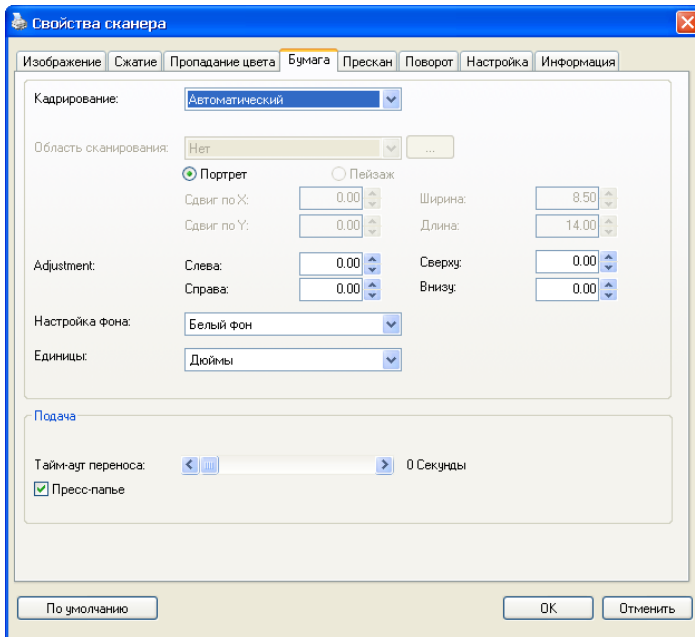 Свойства сканера
Изображение Сжатие Пропадание цвета Бумага Прескан Поворот Настройка Информация
Кадрирование: Автоматический
Область сканирования: Нет ...
Портрет Пейзаж
Сдвиг по X: 0.00 Ширина: 8.50
Сдвиг по Y: 0.00 Длина: 14.00
Adjustment: Слева: 0.00 Сверху: 0.00
Справа: 0.00 Внизу: 0.00
Настройка фона: Белый фон
Единицы: Дюймы
Подача
Тайм-аут переноса: 0 Секунды
Пресс-папье
По умолчанию OK Отменить